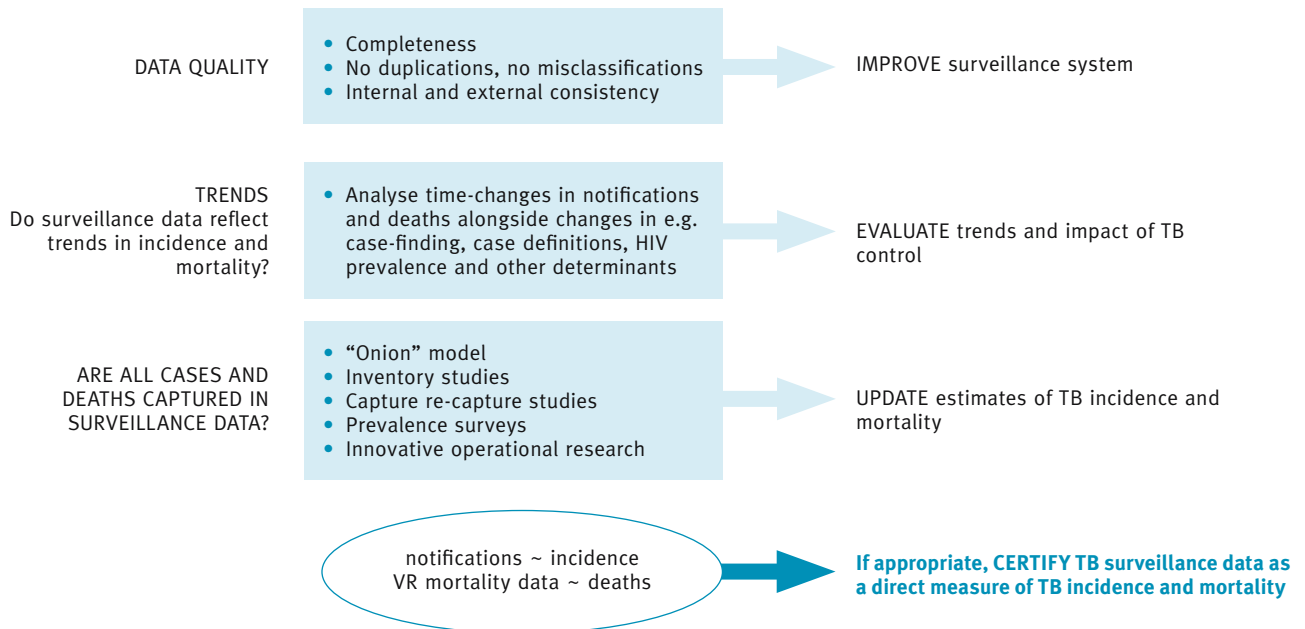 DATA QUALITY
• Completeness
• No duplications, no misclassifications
• Internal and external consistency
IMPROVE surveillance system
TRENDS
Do surveillance data reflect
trends in incidence and
mortality?
• Analyse time-changes in notifications
and deaths alongside changes in e.g.
case-finding, case definitions, HIV
prevalence and other determinants
EVALUATE trends and impact of TB
control
ARE ALL CASES AND
DEATHS CAPTURED IN
SURVEILLANCE DATA?
• “Onion” model
• Inventory studies
• Capture re-capture studies
• Prevalence surveys
• Innovative operational research
UPDATE estimates of TB incidence and
mortality
notifications ~ incidence
VR mortality data ~ deaths
If appropriate, CERTIFY TB surveillance data as
a direct measure of TB incidence and mortality